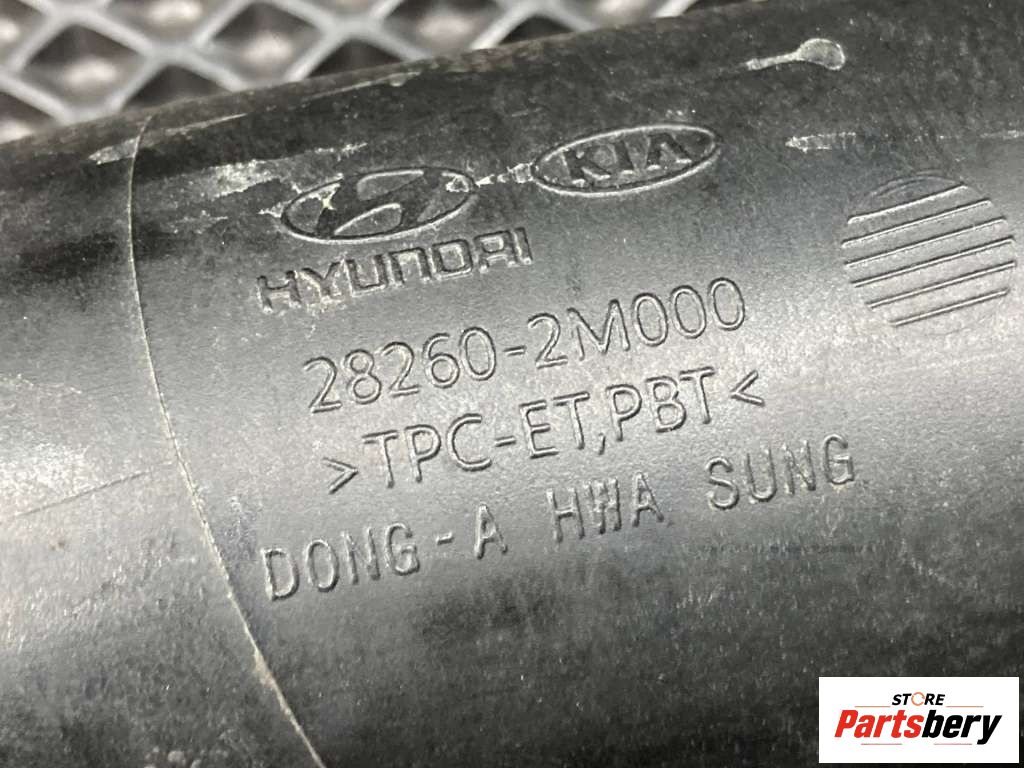 KIA
HYUNDAI
28260-2M000
>TPC-ET,PBT<
DONG-A HWA SUNG
STORE
Partsbery